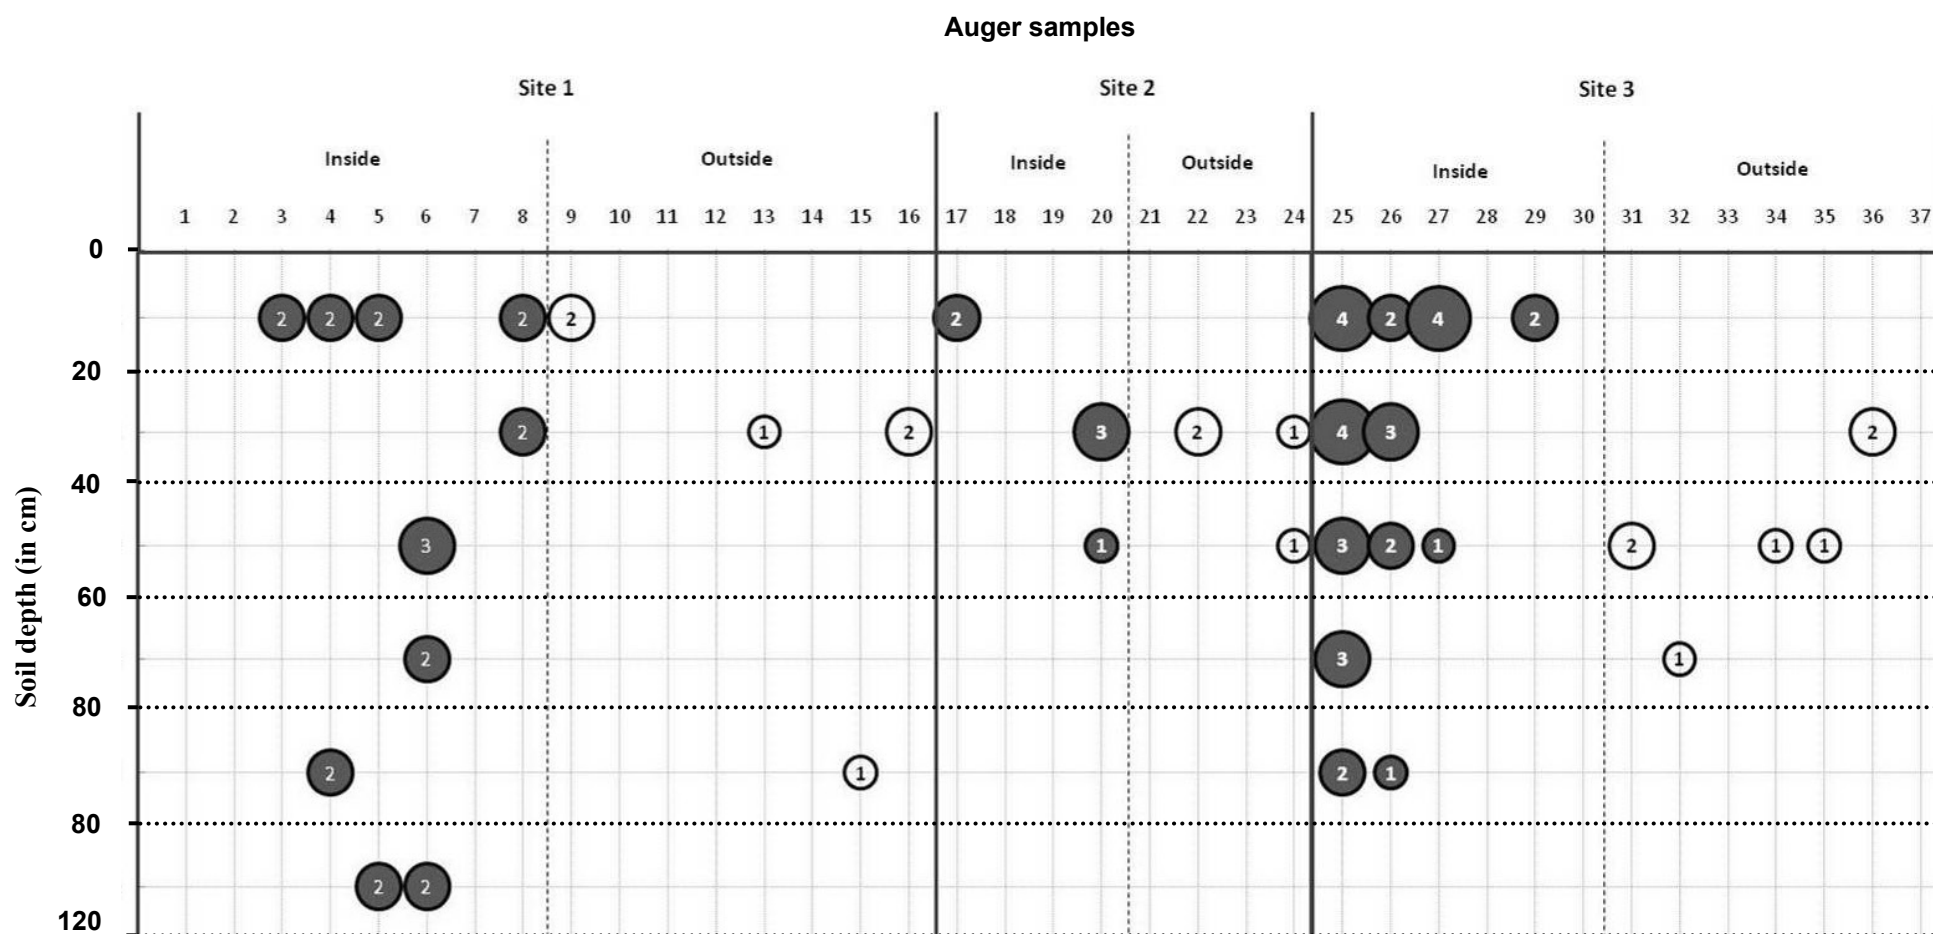 Auger samples
Site 1 Site 2 Site 3
Inside Outside Inside Outside Inside Outside
1 2 3 4 5 6 7 8 9 10 11 12 13 14 15 16 17 18 19 20 21 22 23 24 25 26 27 28 29 30 31 32 33 34 35 36 37
0
2 2 2 2 2 2 4 2 4 2
20
2 1 2 3 2 1 4 3 2
40
3 1 1 3 2 1 2 1 1
60
2 3 1
80
2 1 2 1
80
2 2
120
Soil depth (in cm)